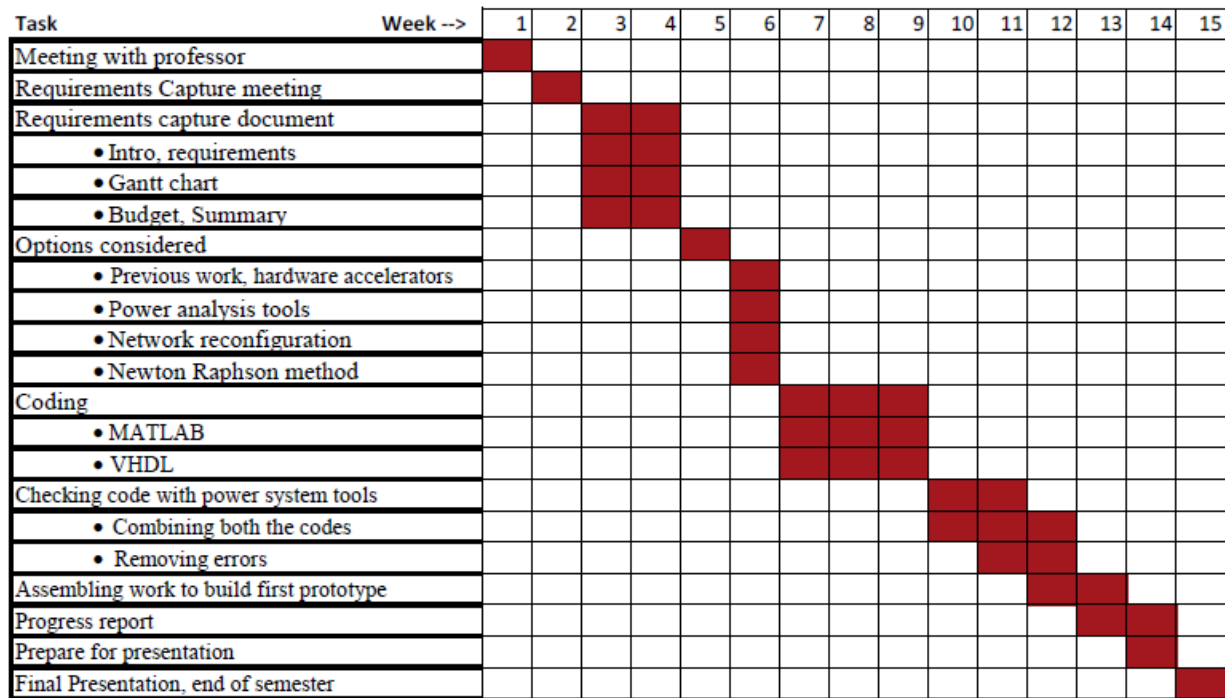 Task Week --> 1 2 3 4 5 6 7 8 9 10 11 12 13 14 15
Meeting with professor
Requirements Capture meeting
Requirements capture document
• Intro, requirements
• Gantt chart
• Budget, Summary
Options considered
• Previous work, hardware accelerators
• Power analysis tools
• Network reconfiguration
• Newton Raphson method
Coding
• MATLAB
• VHDL
Checking code with power system tools
• Combining both the codes
• Removing errors
Assembling work to build first prototype
Progress report
Prepare for presentation
Final Presentation, end of semester